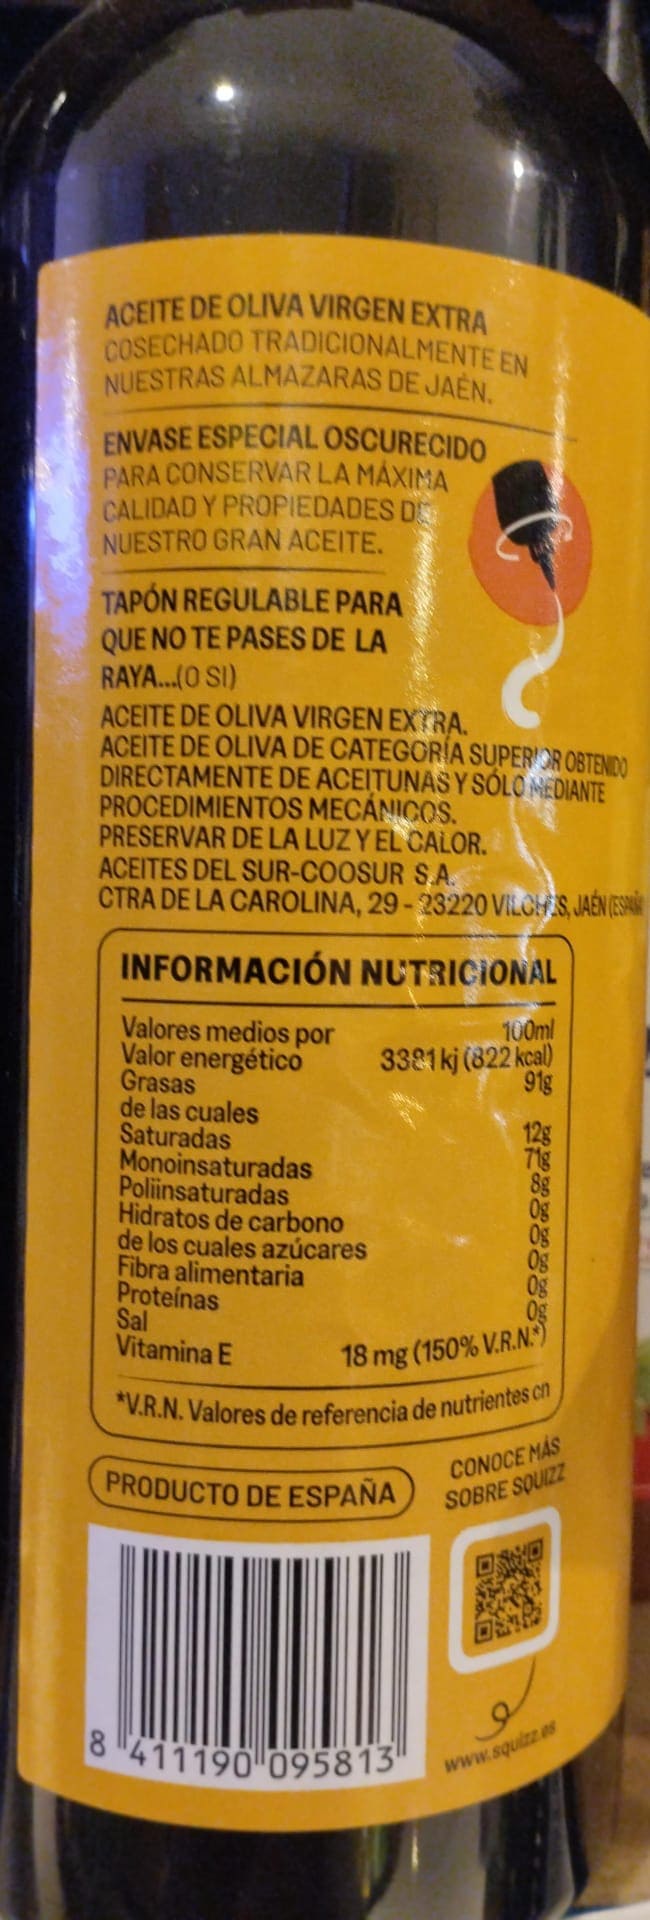 ACEITE DE OLIVA VIRGEN EXTRA
COSECHADO TRADICIONALMENTE EN
NUESTRAS ALMAZARAS DE JAÉN.
ENVASE ESPECIAL OSCURECIDO
PARA CONSERVAR LA MÁXIMA
CALIDAD Y PROPIEDADES DE
NUESTRO GRAN ACEITE.
TAPÓN REGULABLE PARA
QUE NO TE PASES DE LA
RAYA...(O SI)
ACEITE DE OLIVA VIRGEN EXTRA.
ACEITE DE OLIVA DE CATEGORÍA SUPERIOR OBTENIDO
DIRECTAMENTE DE ACEITUNAS Y SÓLO MEDIANTE
PROCEDIMIENTOS MECÁNICOS.
PRESERVAR DE LA LUZ Y EL CALOR.
ACEITES DEL SUR-COOSUR S.A.
CTRA DE LA CAROLINA, 29 - 23220 VILCHES, JAÉN (ESPAÑA
INFORMACIÓN NUTRICIONAL
Valores medios por 100ml
Valor energético 3381 kj (822 kcal)
Grasas 91g
de las cuales
Saturadas 12g
Monoinsaturadas 71g
Poliinsaturadas 8g
Hidratos de carbono 0g
de los cuales azúcares 0g
Fibra alimentaria 0g
Proteínas 0g
Sal 0g
Vitamina E 18 mg (150% V.R.N.*)
*V.R.N. Valores de referencia de nutrientes cn
PRODUCTO DE ESPAÑA
CONOCE MÁS
SOBRE SQUIZZ
8 411190 095813
www.squizz.es